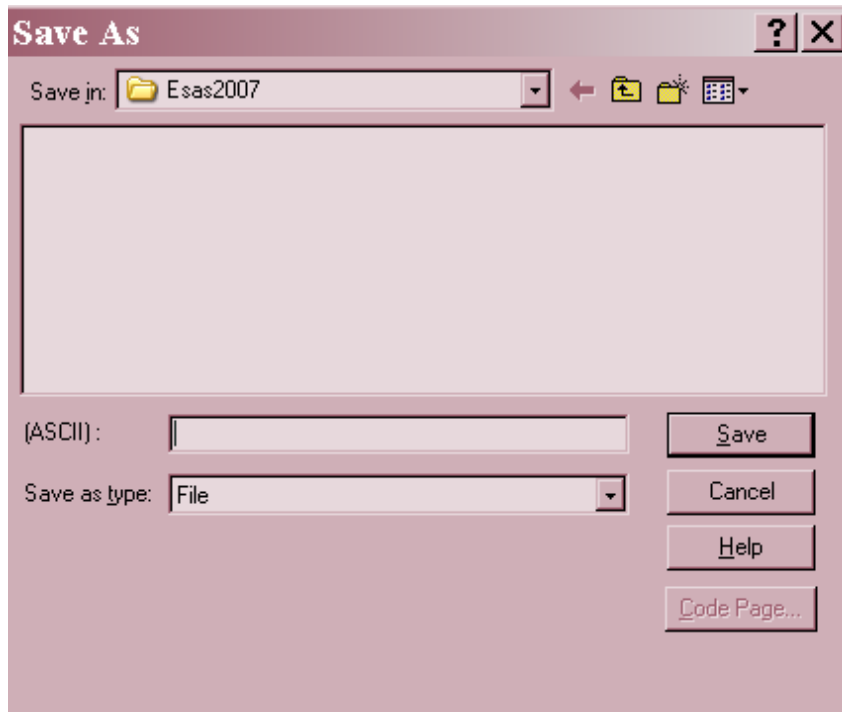 Save As
Save in: Esas2007
(ASCII) :
Save
Save as type: File
Cancel
Help
Code Page...